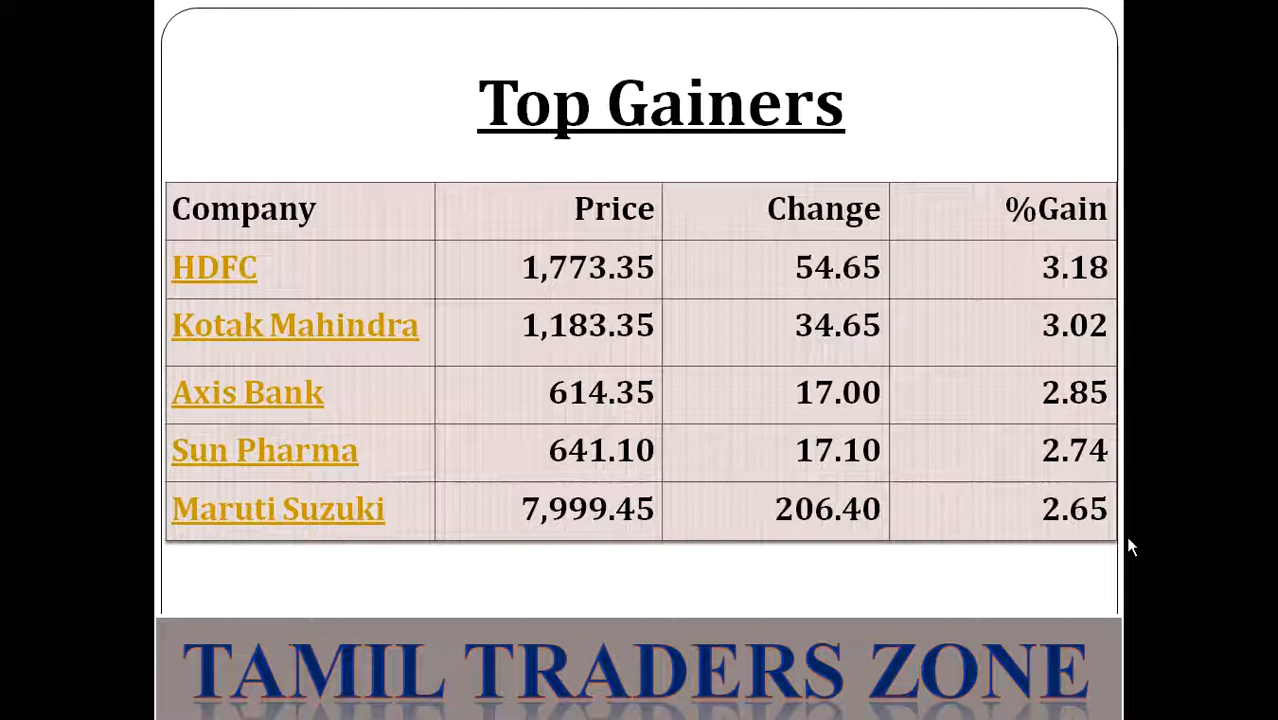 Top Gainers
Company Price Change %Gain
HDFC 1,773.35 54.65 3.18
Kotak Mahindra 1,183.35 34.65 3.02
Axis Bank 614.35 17.00 2.85
Sun Pharma 641.10 17.10 2.74
Maruti Suzuki 7,999.45 206.40 2.65
TAMIL TRADERS ZONE